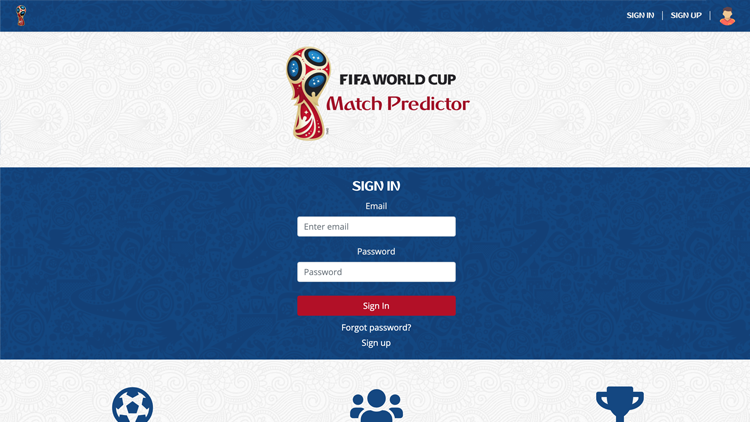 SIGN IN | SIGN UP |
FIFA WORLD CUP
Match Predictor
SIGN IN
Email
Enter email
Password
Password
Sign In
Forgot password?
Sign up